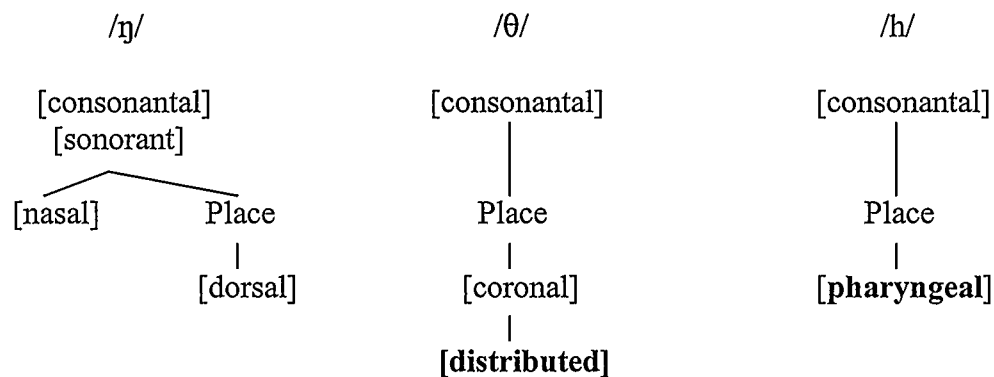 /ŋ/ /θ/ /h/
[consonantal] [consonantal] [consonantal]
[sonorant]
[nasal] Place Place Place
[dorsal] [coronal] [pharyngeal]
[distributed]